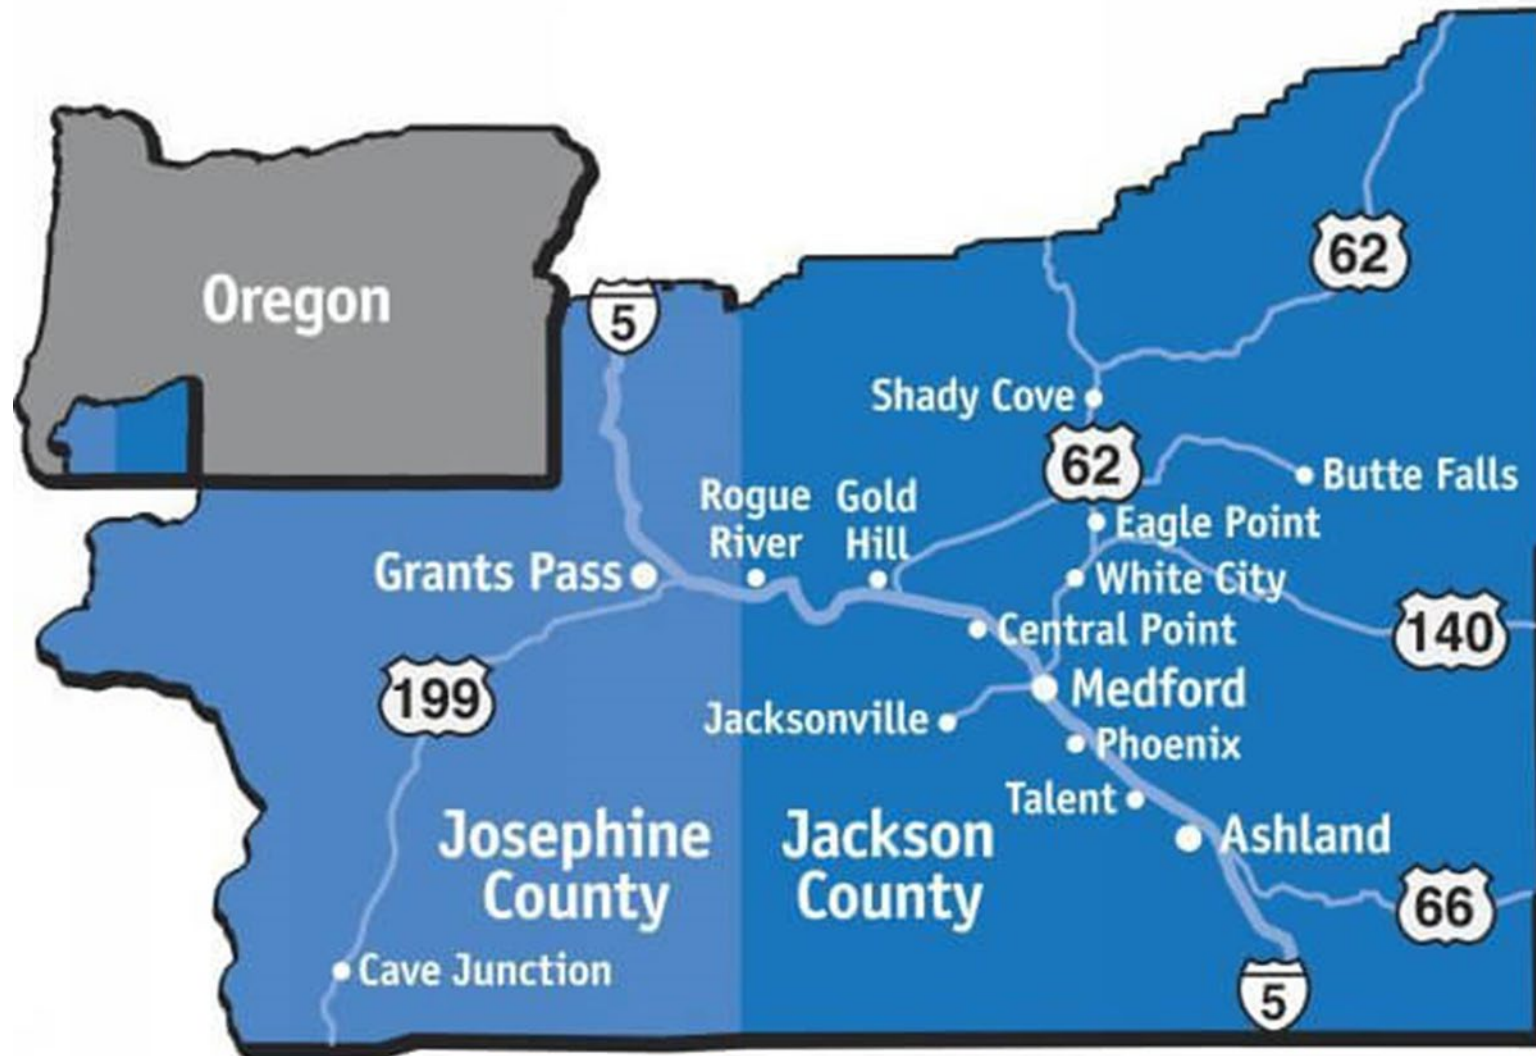 Oregon
5
62
Shady Cove
62
Butte Falls
Rogue
River
Gold
Hill
Eagle Point
Grants Pass
White City
Central Point
140
199
Medford
Jacksonville
Phoenix
Talent
Josephine
County
Jackson
County
Ashland
66
Cave Junction
5